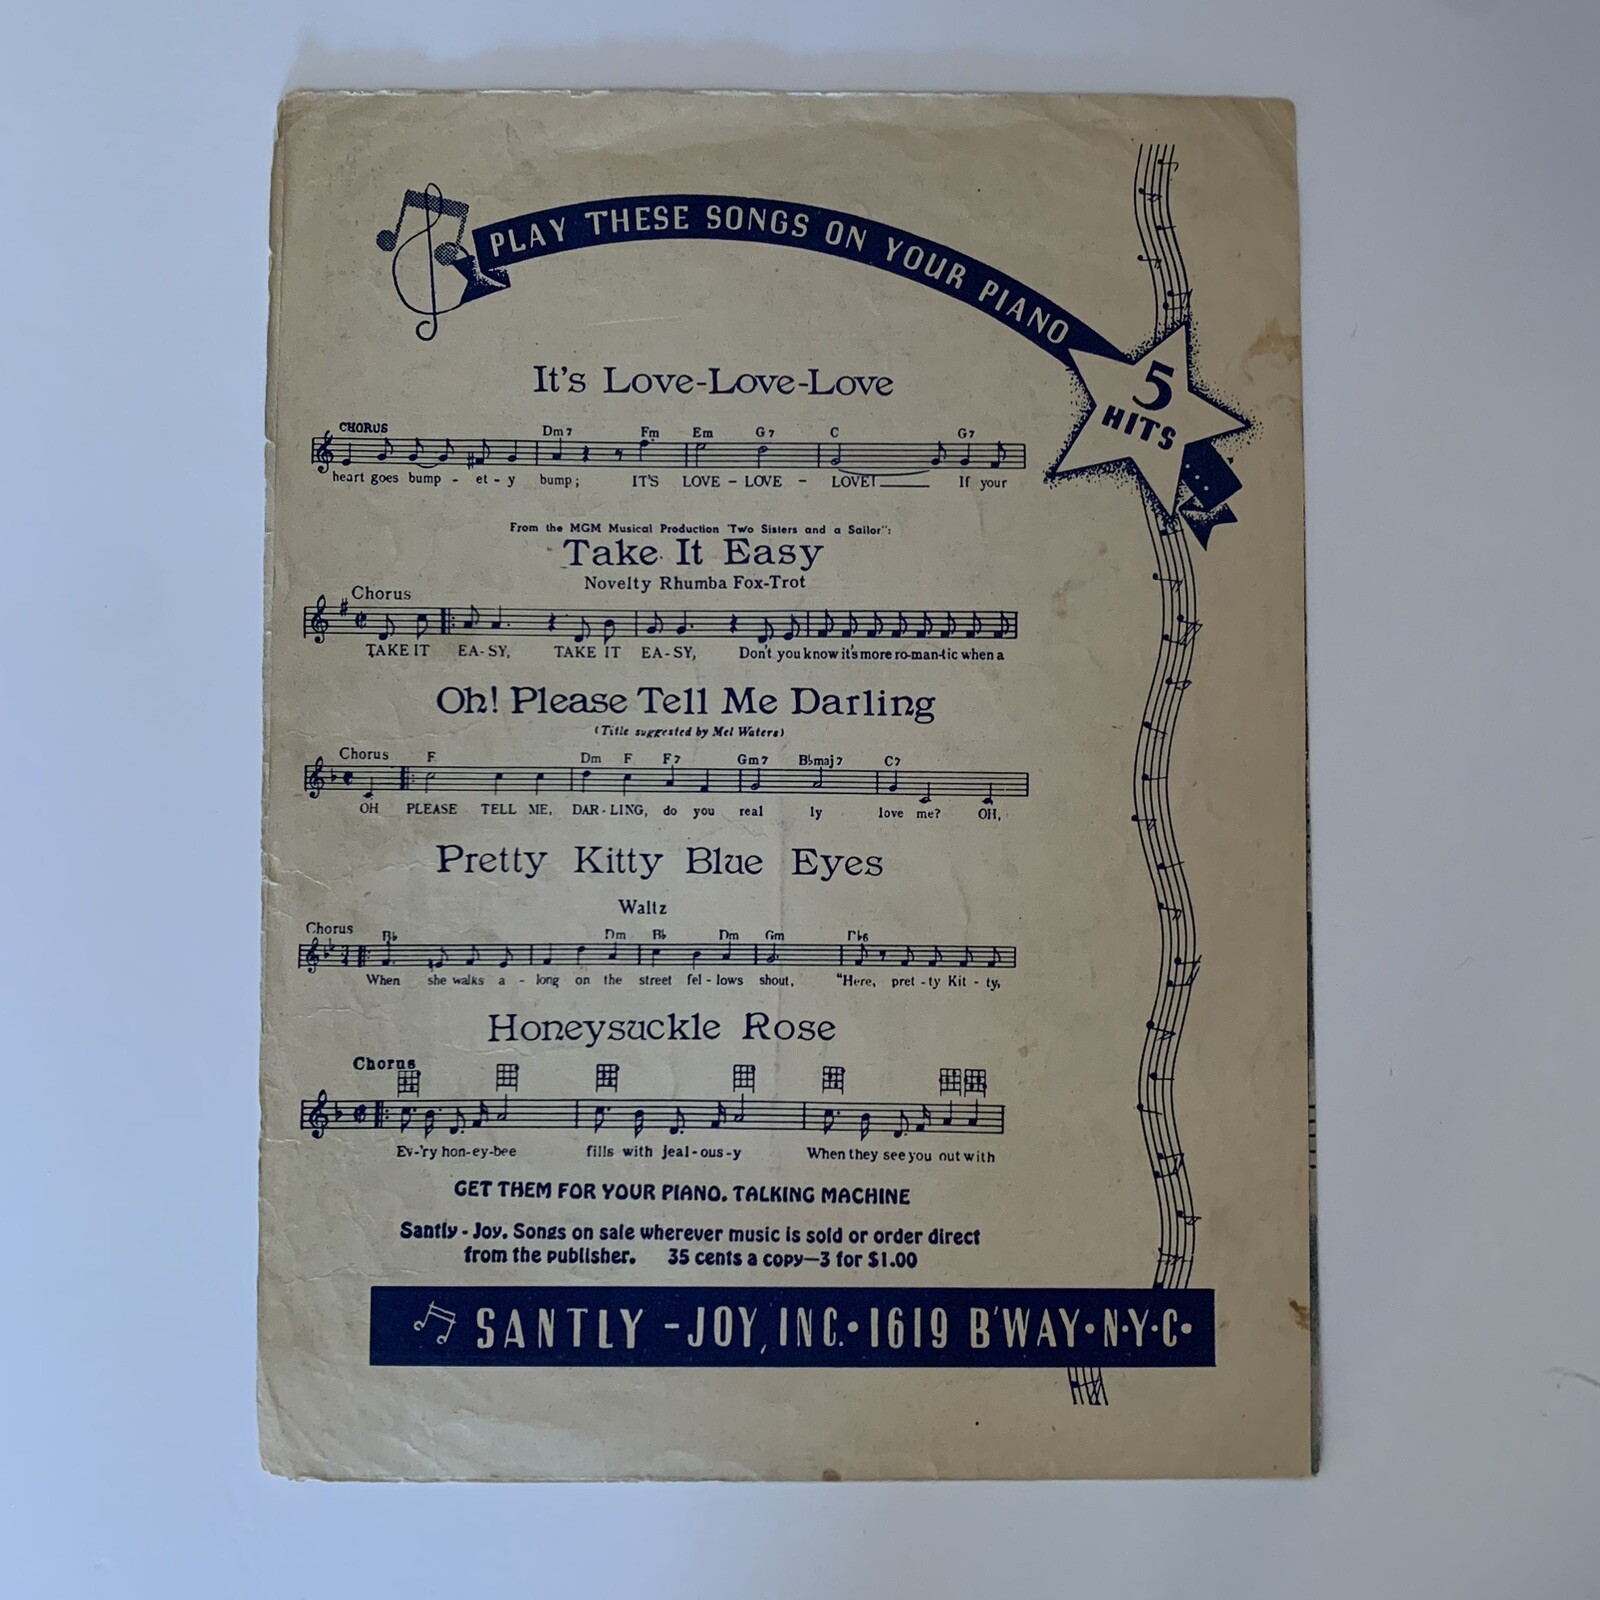 PLAY THESE SONGS ON YOUR PIANO
5
HITS
It's Love-Love-Love
CHORUS Dm7 Fm Em G7 C G7
heart goes bump - et - y bump; IT'S LOVE - LOVE - LOVE! If your
From the MGM Musical Production "Two Sisters and a Sailor":
Take It Easy
Novelty Rhumba Fox-Trot
Chorus
TAKE IT EA-SY, TAKE IT EA-SY, Don't you know it's more ro-man-tic when a
Oh! Please Tell Me Darling
(Title suggested by Mel Waters)
Chorus F Dm F F7 Gm7 B♭maj7 C7
OH PLEASE TELL ME, DAR-LING, do you real ly love me? OH,
Pretty Kitty Blue Eyes
Waltz
Chorus B♭ Dm B♭ Dm Gm
When she walks a - long on the street fel - lows shout, "Here, pret - ty Kit - ty,
Honeysuckle Rose
Chorus
Ev-'ry hon-ey-bee fills with jeal-ous-y When they see you out with
GET THEM FOR YOUR PIANO. TALKING MACHINE
Santly - Joy. Songs on sale wherever music is sold or order direct
from the publisher. 35 cents a copy—3 for $1.00
SANTLY - JOY, INC. • 1619 B'WAY • N • Y • C •